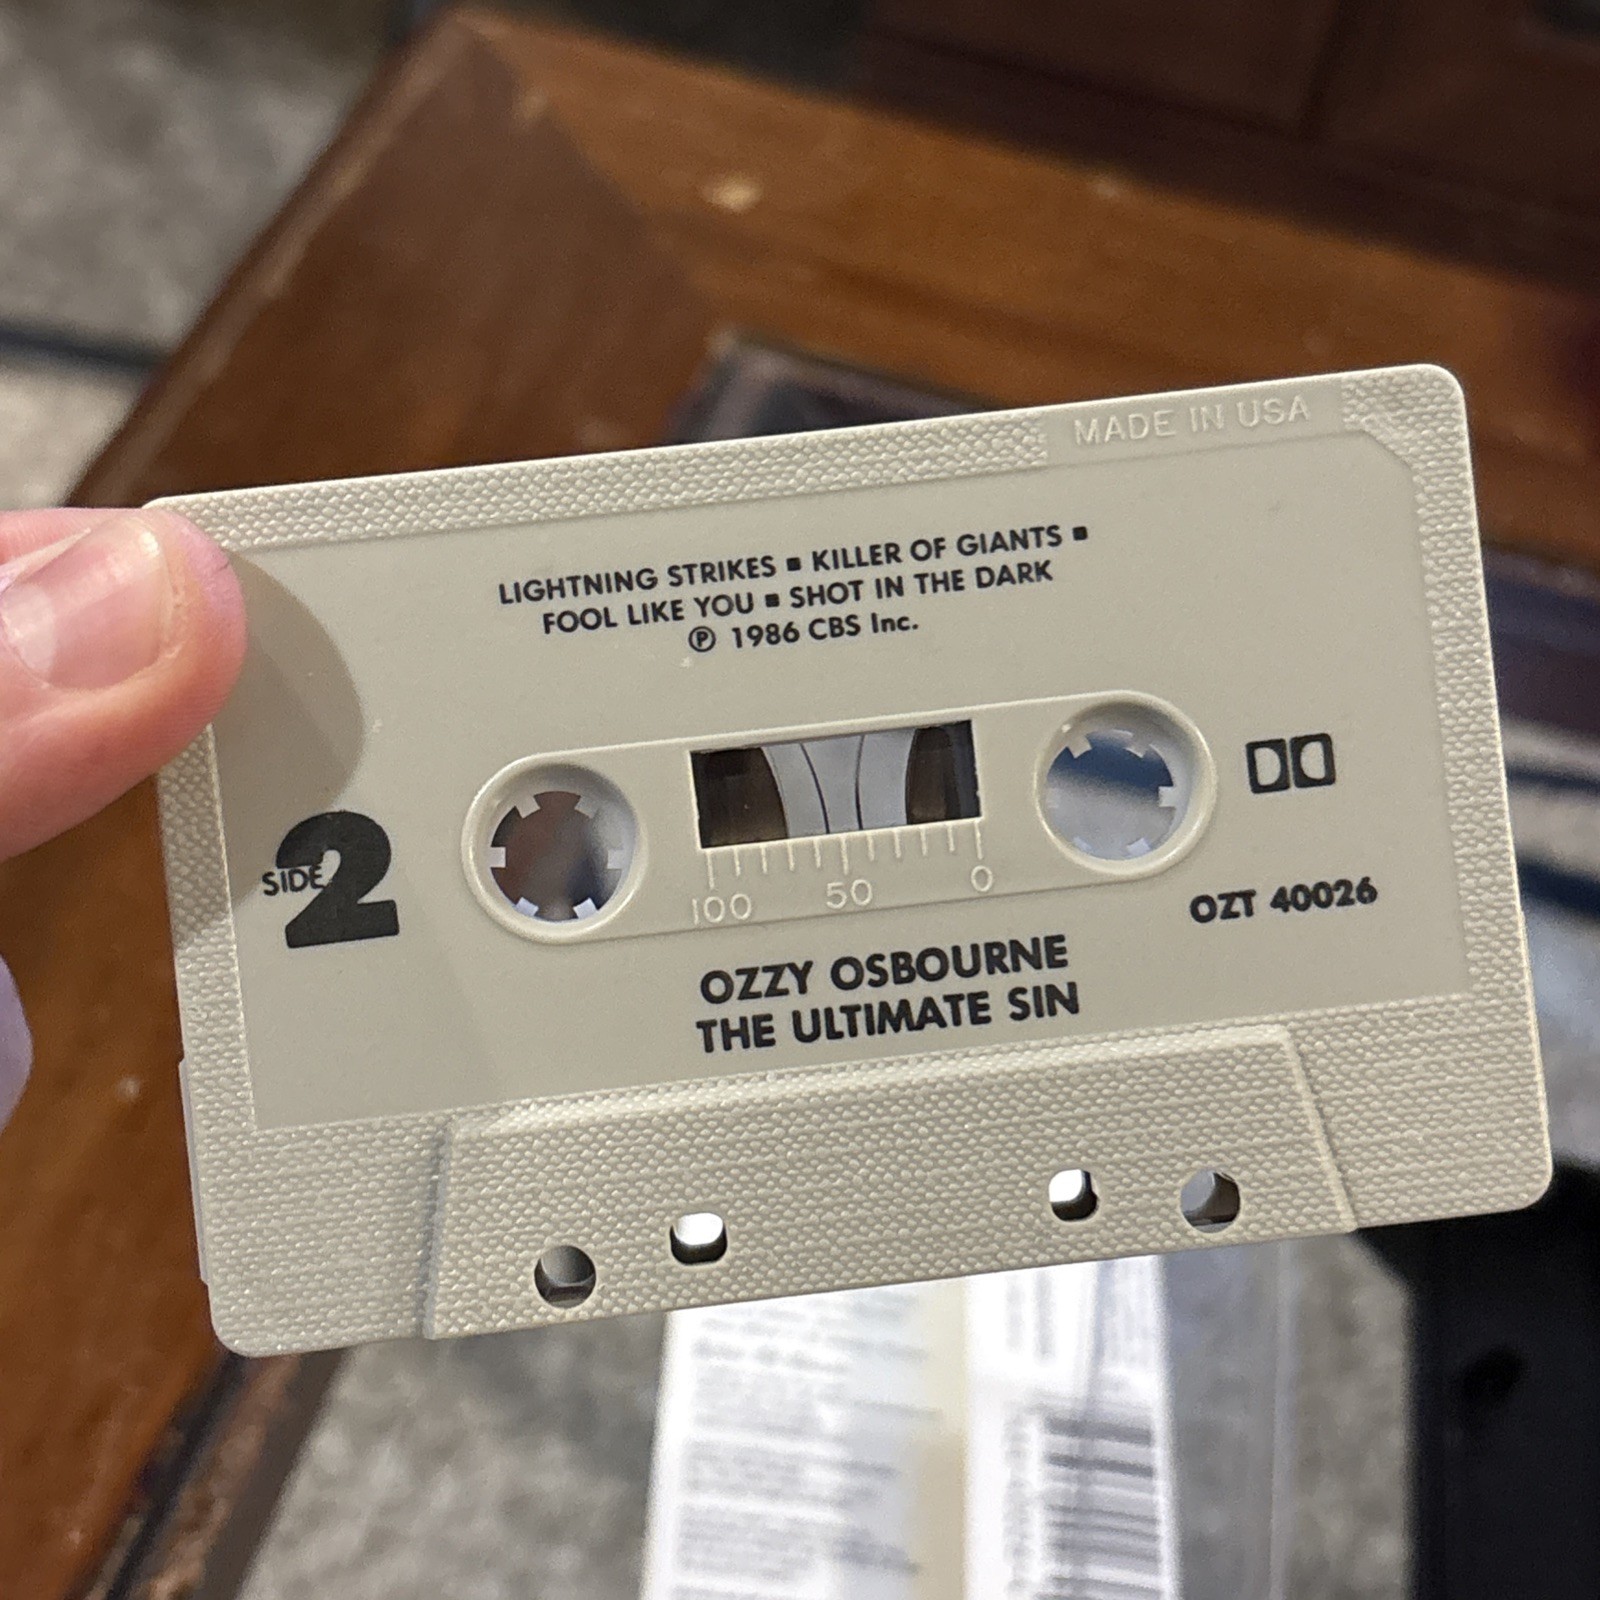 MADE IN USA
LIGHTNING STRIKES ▪ KILLER OF GIANTS ▪
FOOL LIKE YOU ▪ SHOT IN THE DARK
℗ 1986 CBS Inc.
SIDE 2
100 50 0
OZT 40026
OZZY OSBOURNE
THE ULTIMATE SIN